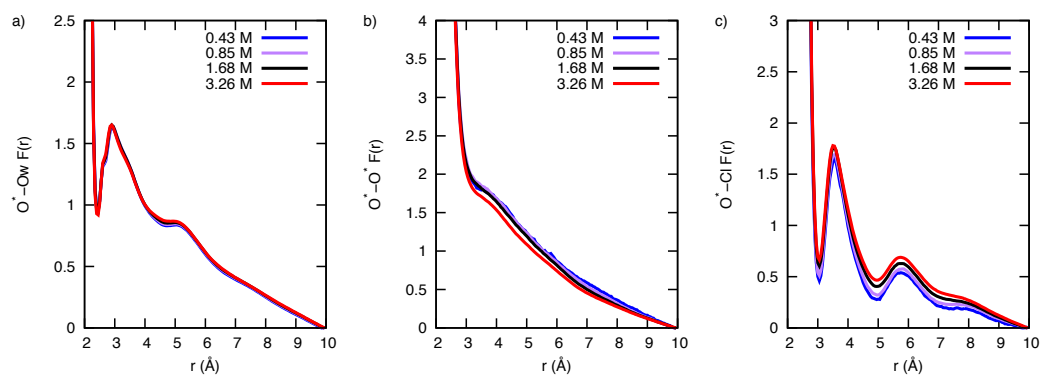 a)
2.5
2
1.5
1
0.5
0
2 3 4 5 6 7 8 9 10
r (Å)
O*–Ow F(r)
0.43 M
0.85 M
1.68 M
3.26 M
b)
4
3.5
3
2.5
2
1.5
1
0.5
0
2 3 4 5 6 7 8 9 10
r (Å)
O*–O* F(r)
0.43 M
0.85 M
1.68 M
3.26 M
c)
3
2.5
2
1.5
1
0.5
0
2 3 4 5 6 7 8 9 10
r (Å)
O*–Cl F(r)
0.43 M
0.85 M
1.68 M
3.26 M